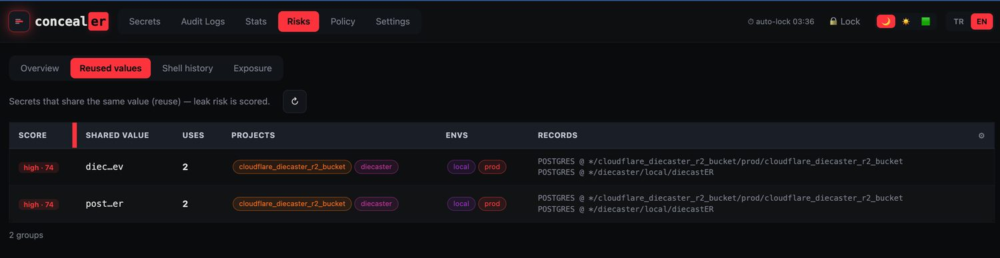 concealer Secrets Audit Logs Stats Risks Policy Settings auto-lock 03:36 Lock TR EN
Overview Reused values Shell history Exposure
Secrets that share the same value (reuse) — leak risk is scored.
SCORE SHARED VALUE USES PROJECTS ENVS RECORDS
high · 74 diec…ev 2 cloudflare_diecaster_r2_bucket diecaster local prod POSTGRES @ */cloudflare_diecaster_r2_bucket/prod/cloudflare_diecaster_r2_bucket
POSTGRES @ */diecaster/local/diecastER
high · 74 post…er 2 cloudflare_diecaster_r2_bucket diecaster local prod POSTGRES @ */cloudflare_diecaster_r2_bucket/prod/cloudflare_diecaster_r2_bucket
POSTGRES @ */diecaster/local/diecastER
2 groups